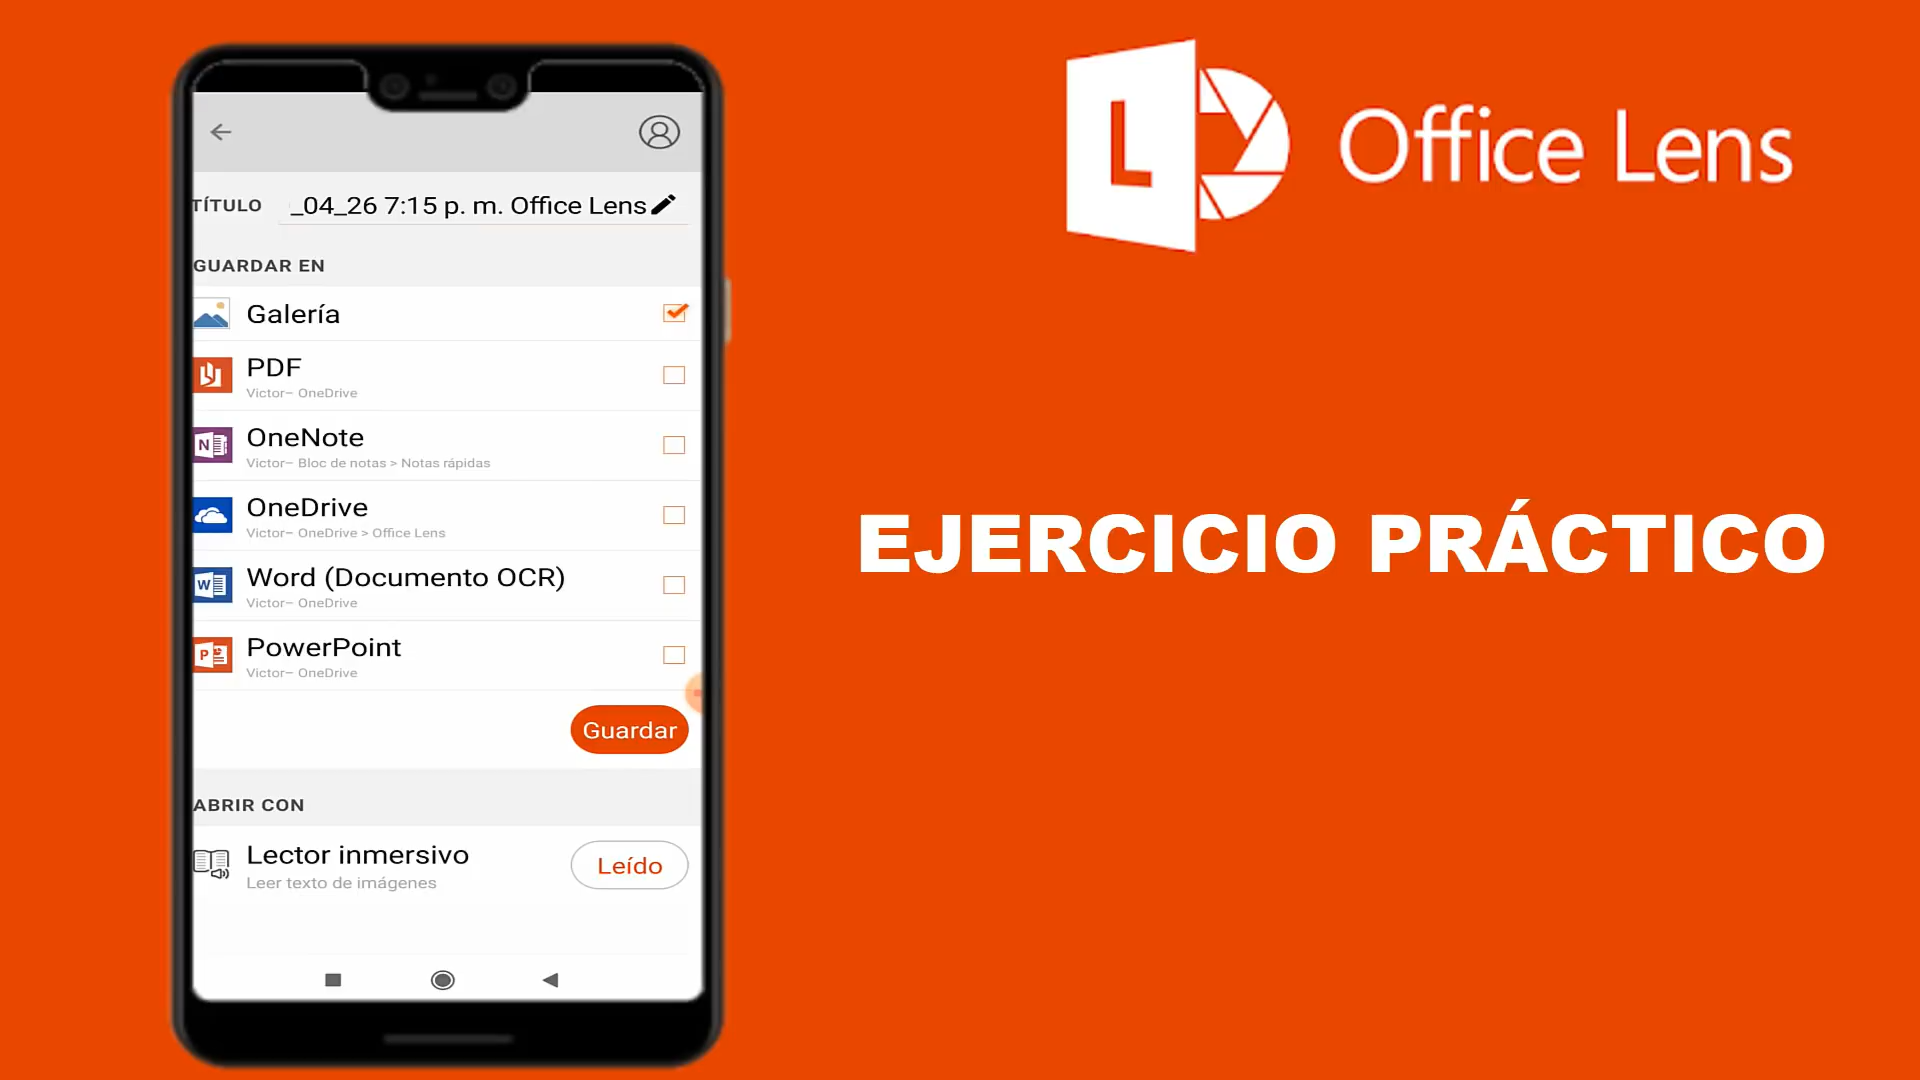 TÍTULO
_04_26 7:15 p. m. Office Lens
GUARDAR EN
Galería
PDF
Victor– OneDrive
OneNote
Victor– Bloc de notas > Notas rápidas
OneDrive
Victor– OneDrive > Office Lens
Word (Documento OCR)
Victor– OneDrive
PowerPoint
Victor– OneDrive
Guardar
ABRIR CON
Lector inmersivo
Leer texto de imágenes
Leído
L Office Lens
EJERCICIO PRÁCTICO